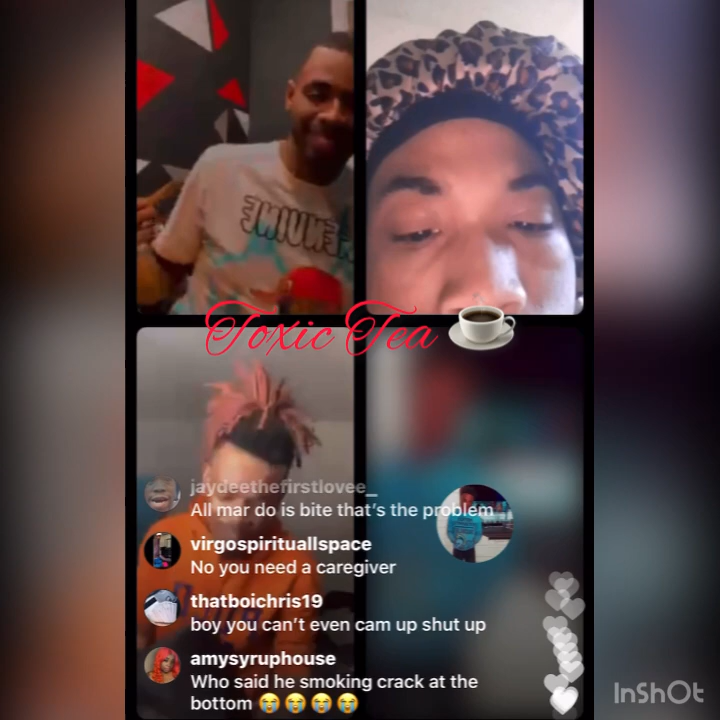 Toxic Tea
jaydeethefirstlovee_
All mar do is bite that’s the problem
virgospirituallspace
No you need a caregiver
thatboichris19
boy you can’t even cam up shut up
amysyruphouse
Who said he smoking crack at the
bottom 😭😭😭😭
InShOt